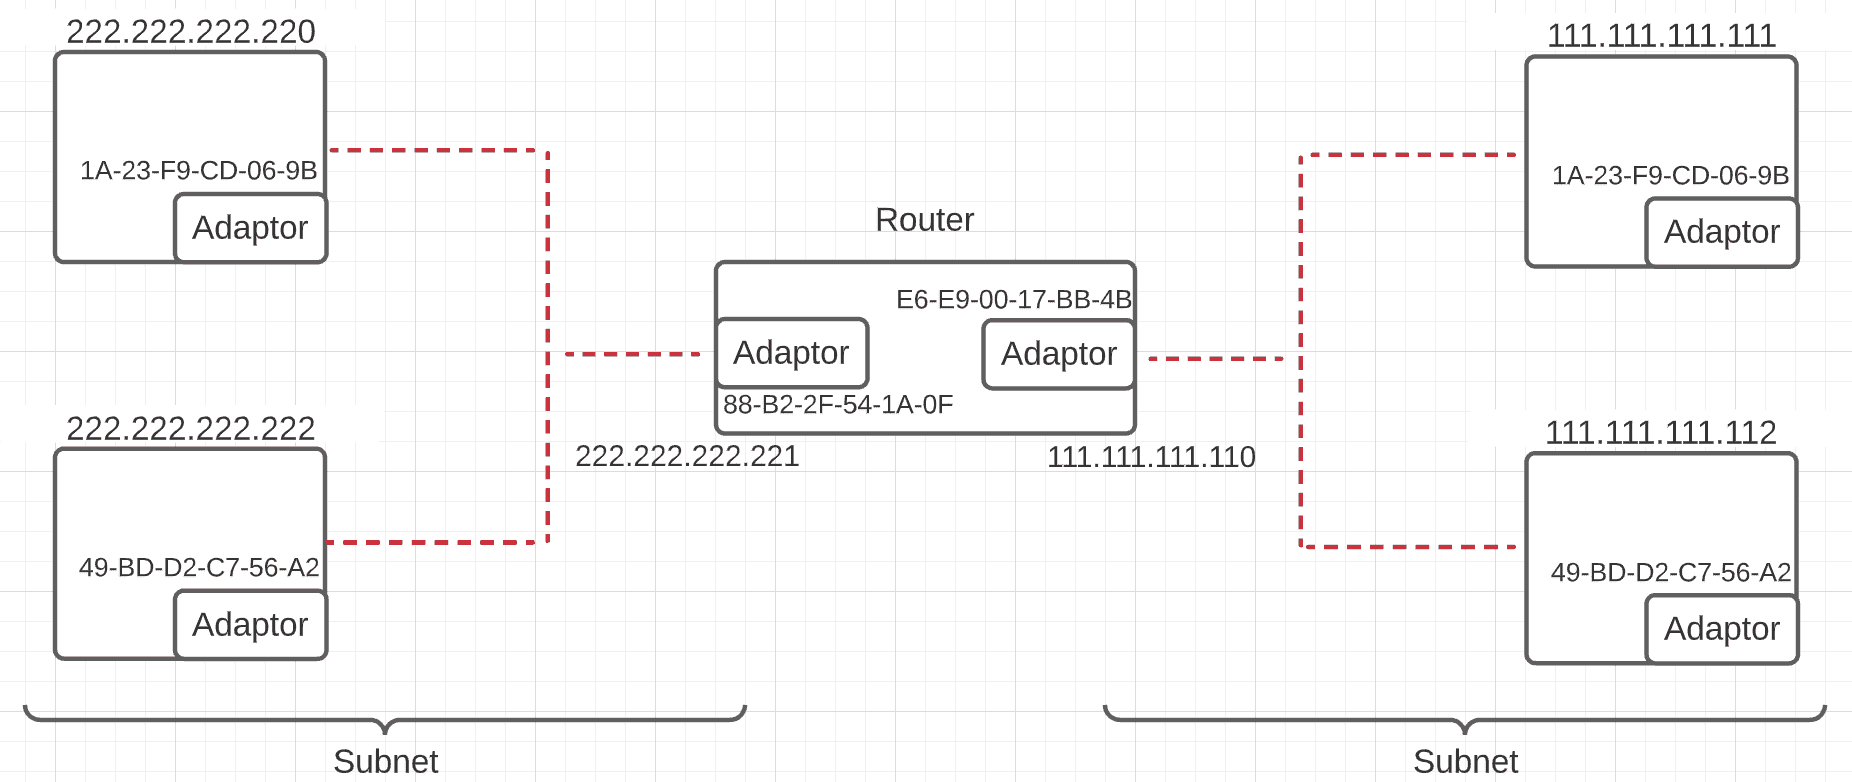 222.222.222.220
1A-23-F9-CD-06-9B
Adaptor
222.222.222.222
49-BD-D2-C7-56-A2
Adaptor
Subnet
Router
E6-E9-00-17-BB-4B
Adaptor
Adaptor
88-B2-2F-54-1A-0F
222.222.222.221
111.111.111.110
111.111.111.111
1A-23-F9-CD-06-9B
Adaptor
111.111.111.112
49-BD-D2-C7-56-A2
Adaptor
Subnet